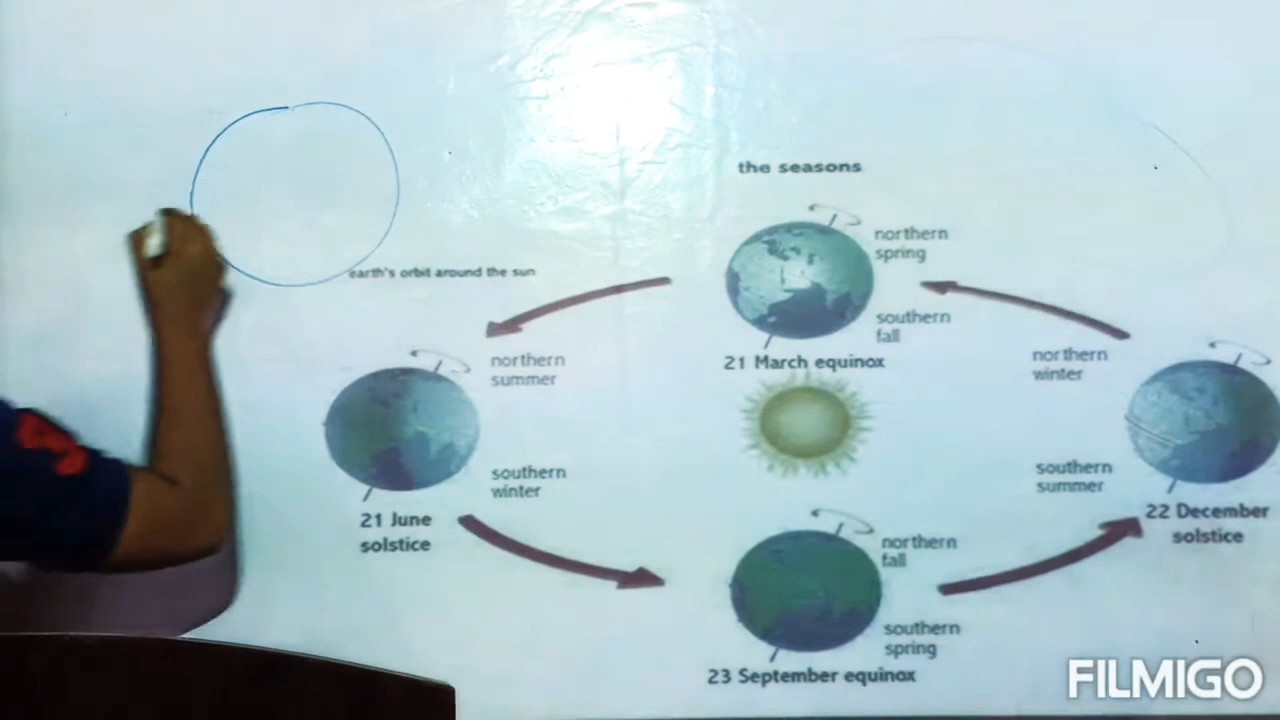 the seasons
northern
spring
earth's orbit around the sun
southern
fall
21 March equinox
northern
summer
northern
winter
southern
winter
southern
summer
21 June
solstice
22 December
solstice
northern
fall
southern
spring
23 September equinox
FILMIGO